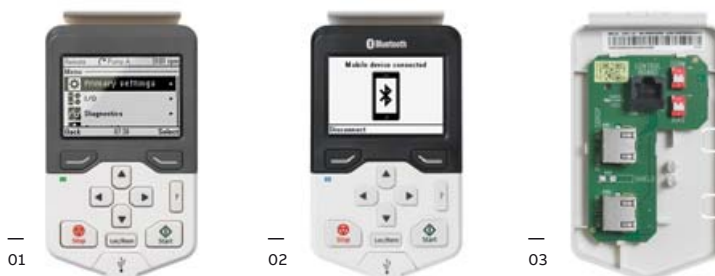 Remote
Pump A
Menu
Primary settings
I/O
Diagnostics
Back
Select
Stop
Loc/Rem
Start
?
01
Bluetooth
Mobile device connected
Disconnect
Stop
Loc/Rem
Start
?
02
03